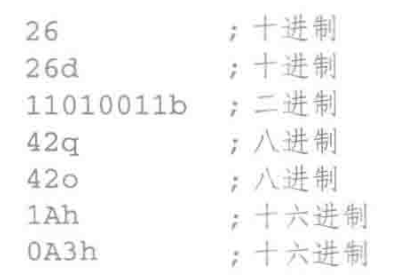 26 ；十进制
26d ；十进制
11010011b ；二进制
42q ；八进制
42o ；八进制
1Ah ；十六进制
0A3h ；十六进制